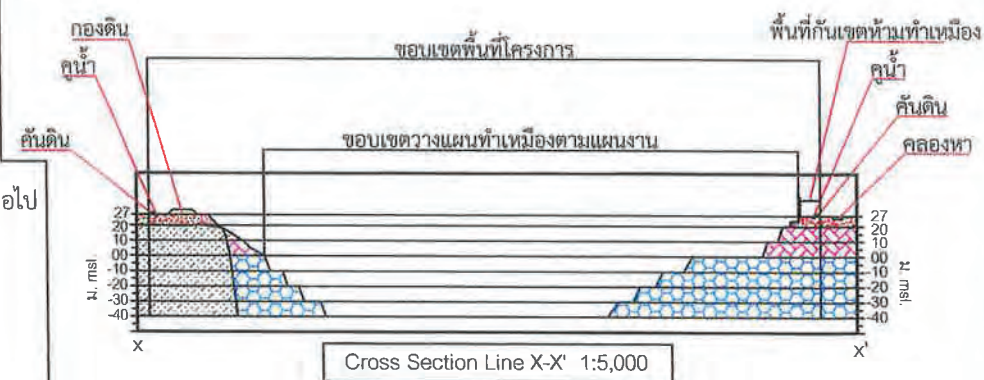 กองดิน
พื้นที่กันเขตห้ามทำเหมือง
ขอบเขตพื้นที่โครงการ
คูน้ำ
คูน้ำ
คันดิน
คันดิน
ขอบเขตวางแผนทำเหมืองตามแผนงาน
คลองหา
อไป
27
20
10
00
-10
-20
-30
-40
ม. msl.
27
20
10
00
-10
-20
-30
-40
ม. msl.
X
X'
Cross Section Line X-X' 1:5,000